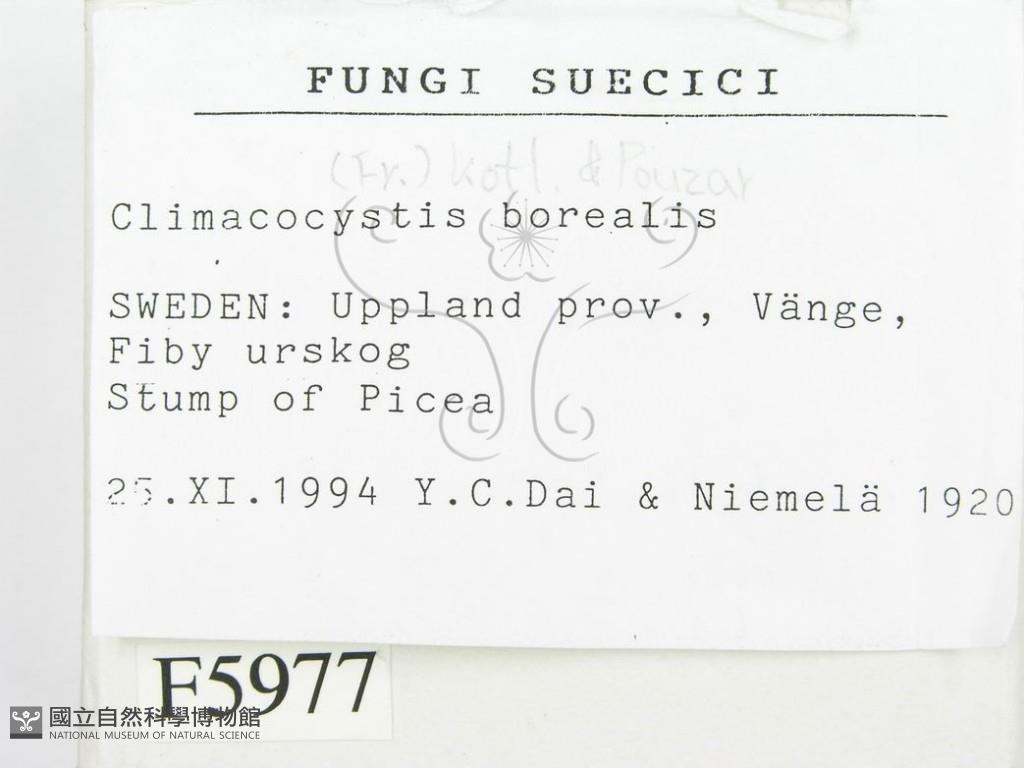 FUNGI SUECICI
(Fr.) Kotl. & Pouzar
Climacocystis borealis
SWEDEN: Uppland prov., Vänge,
Fiby urskog
Stump of Picea
25.XI.1994 Y.C.Dai & Niemelä 1920
F5977
國立自然科學博物館
NATIONAL MUSEUM OF NATURAL SCIENCE